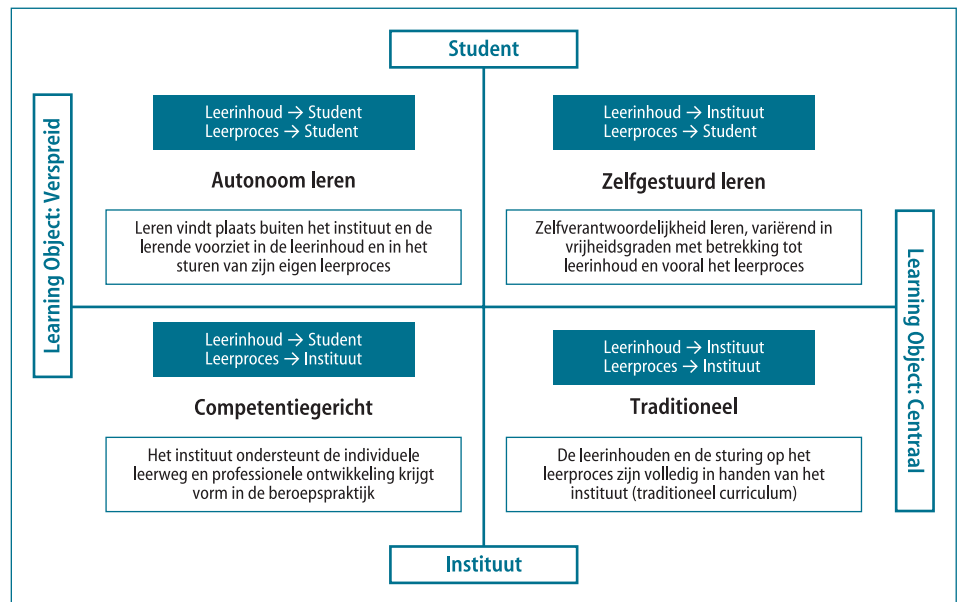 Student
Learning Object: Verspreid
Leerinhoud → Student
Leerproces → Student
Autonoom leren
Leren vindt plaats buiten het instituut en de
lerende voorziet in de leerinhoud en in het
sturen van zijn eigen leerproces
Leerinhoud → Instituut
Leerproces → Student
Zelfgestuurd leren
Zelfverantwoordelijkheid leren, variërend in
vrijheidsgraden met betrekking tot
leerinhoud en vooral het leerproces
Leerinhoud → Student
Leerproces → Instituut
Competentiegericht
Het instituut ondersteunt de individuele
leerweg en professionele ontwikkeling krijgt
vorm in de beroepspraktijk
Leerinhoud → Instituut
Leerproces → Instituut
Traditioneel
De leerinhouden en de sturing op het
leerproces zijn volledig in handen van het
instituut (traditioneel curriculum)
Learning Object: Centraal
Instituut